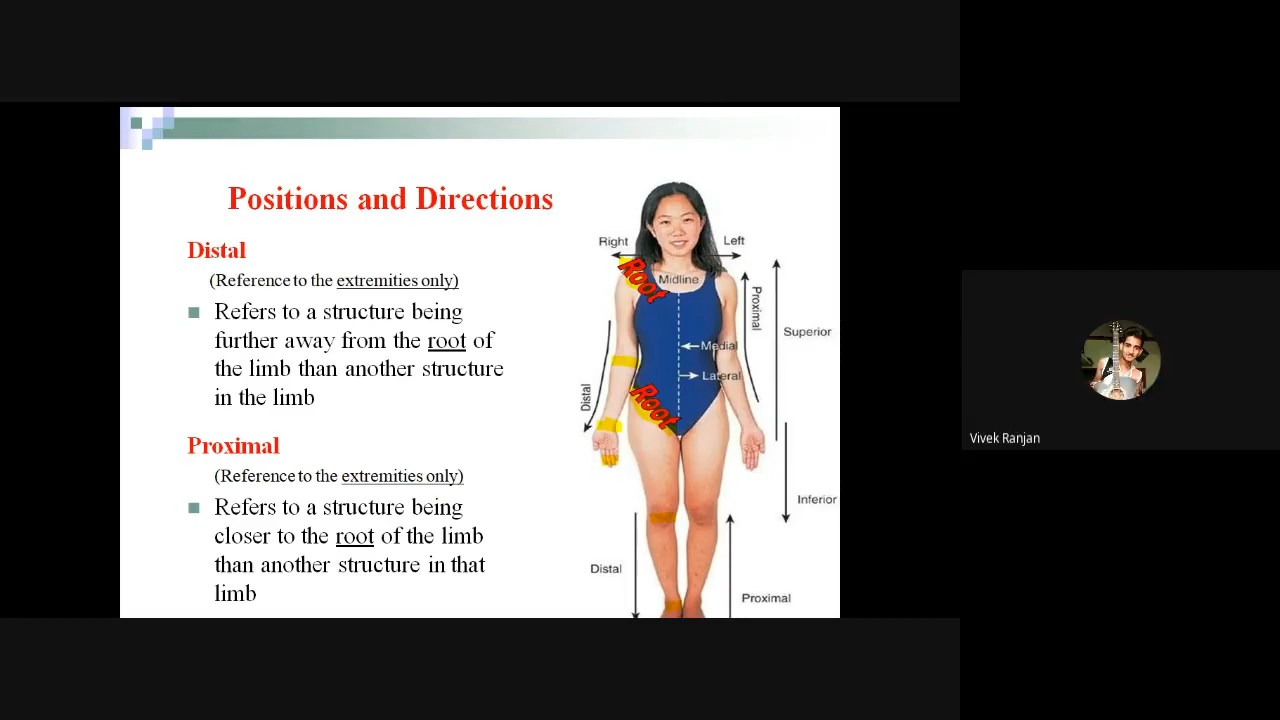 Positions and Directions
Distal
(Reference to the extremities only)
Refers to a structure being
further away from the root of
the limb than another structure
in the limb
Proximal
(Reference to the extremities only)
Refers to a structure being
closer to the root of the limb
than another structure in that
limb
Right
Left
Root
Midline
Proximal
Superior
Medial
Lateral
Distal
Root
Inferior
Distal
Proximal
Vivek Ranjan